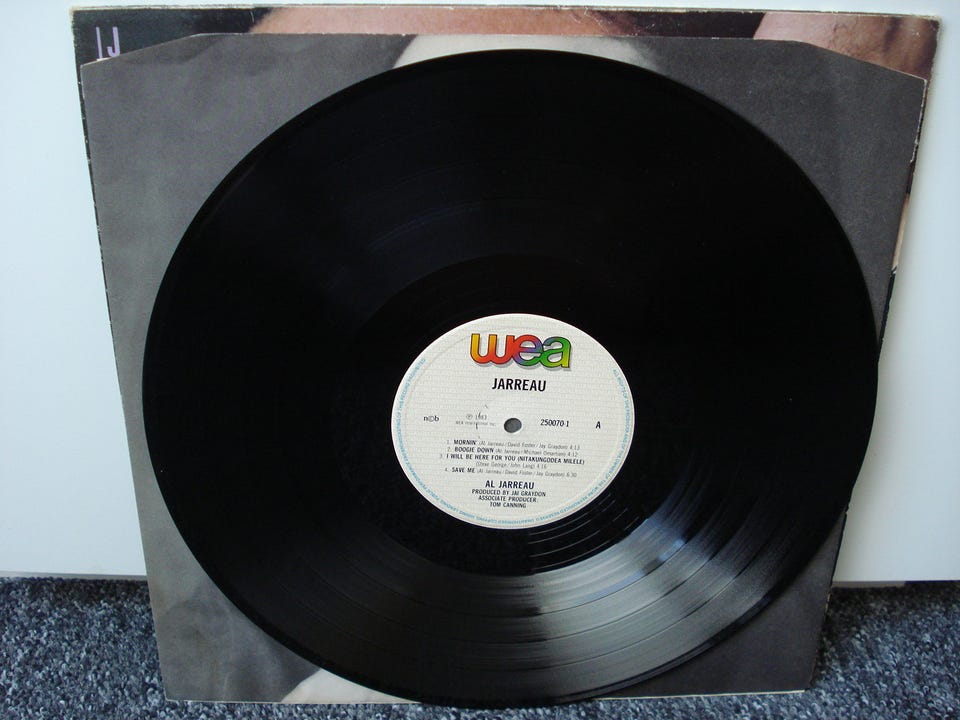 J
wea
JARREAU
n©b
℗ 1983
WEA International Inc.
250070-1
A
1. MORNIN' (Al Jarreau/David Foster/Jay Graydon) 4.13
2. BOOGIE DOWN (Al Jarreau/Michael Omartian) 4.12
3. I WILL BE HERE FOR YOU (NITAKUNGODEA MILELE)
(Steve George/John Lang) 4.16
4. SAVE ME (Al Jarreau/David Foster/Jay Graydon) 6.30
AL JARREAU
PRODUCED BY JAI GRAYDON
ASSOCIATE PRODUCER:
TOM CANNING